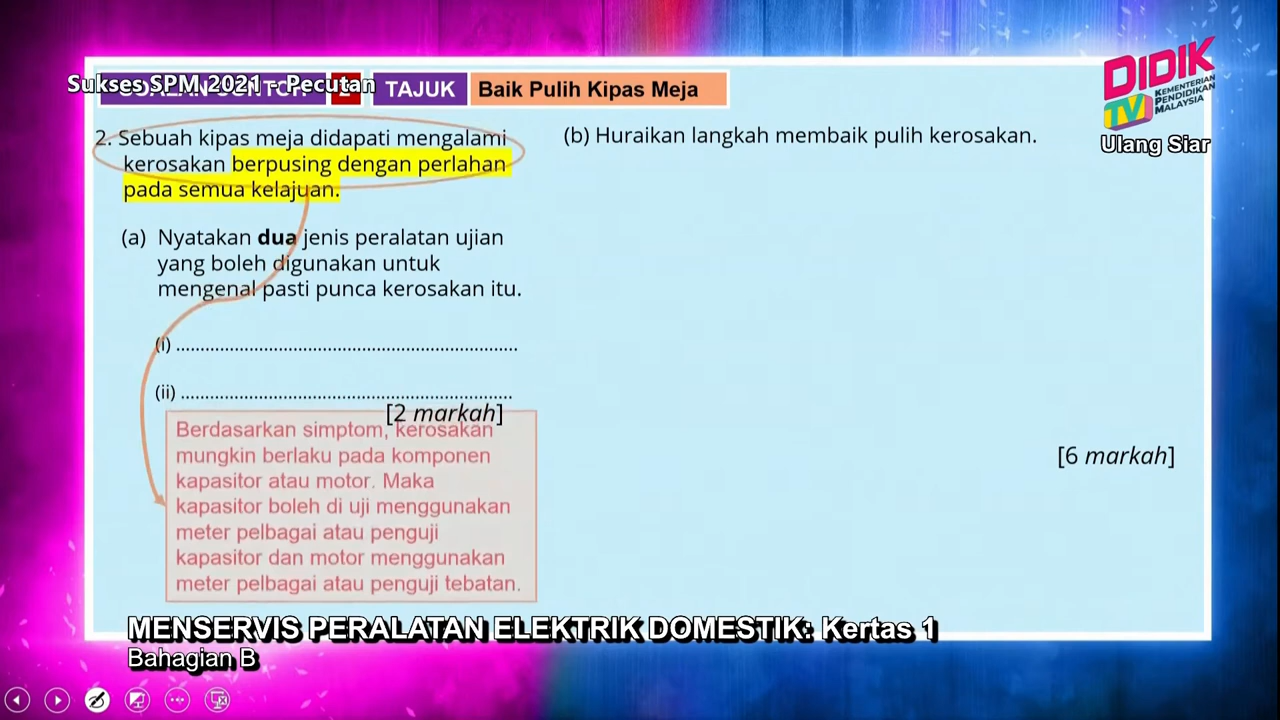 Sukses SPM 2021 - Pecutan
TAJUK
Baik Pulih Kipas Meja
DIDIK
TV
KEMENTERIAN
PENDIDIKAN
MALAYSIA
Ulang Siar
2. Sebuah kipas meja didapati mengalami
kerosakan berpusing dengan perlahan
pada semua kelajuan.
(a) Nyatakan dua jenis peralatan ujian
yang boleh digunakan untuk
mengenal pasti punca kerosakan itu.
(i) ...............................................................
(ii) ..............................................................
[2 markah]
Berdasarkan simptom, kerosakan
mungkin berlaku pada komponen
kapasitor atau motor. Maka
kapasitor boleh di uji menggunakan
meter pelbagai atau penguji
kapasitor dan motor menggunakan
meter pelbagai atau penguji tebatan.
(b) Huraikan langkah membaik pulih kerosakan.
[6 markah]
MENSERVIS PERALATAN ELEKTRIK DOMESTIK: Kertas 1
Bahagian B